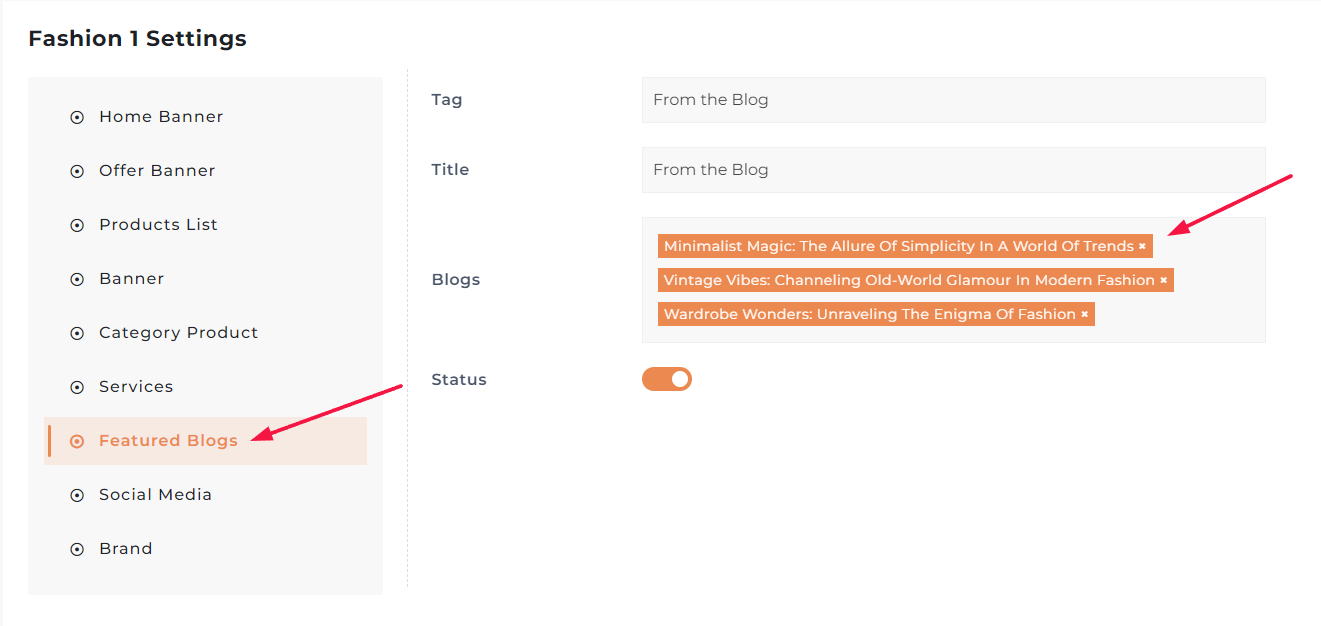 Fashion 1 Settings
Home Banner
Offer Banner
Products List
Banner
Category Product
Services
Featured Blogs
Social Media
Brand
Tag
From the Blog
Title
From the Blog
Blogs
Minimalist Magic: The Allure Of Simplicity In A World Of Trends ×
Vintage Vibes: Channeling Old-World Glamour In Modern Fashion ×
Wardrobe Wonders: Unraveling The Enigma Of Fashion ×
Status